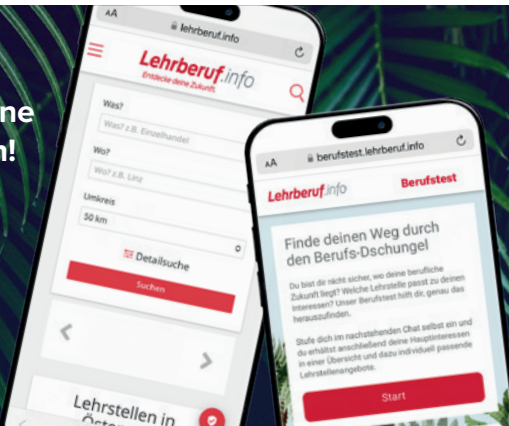 ne
!
AA lehrberuf.info
Lehrberuf.info
Entdecke deine Zukunft.
Was?
Was? z.B. Einzelhandel
Wo?
Wo? z.B. Linz
Umkreis
50 km
Detailsuche
Suchen
Lehrstellen in
AA berufstest.lehrberuf.info
Lehrberuf.info Berufstest
Finde deinen Weg durch
den Berufs-Dschungel
Du bist dir nicht sicher, wo deine berufliche
Zukunft liegt? Welche Lehrstelle passt zu deinen
Interessen? Unser Berufstest hilft dir, genau das
herauszufinden.
Stufe dich im nachstehenden Chat selbst ein und
du erhältst anschließend deine Hauptinteressen
in einer Übersicht und dazu individuell passende
Lehrstellenangebote.
Start